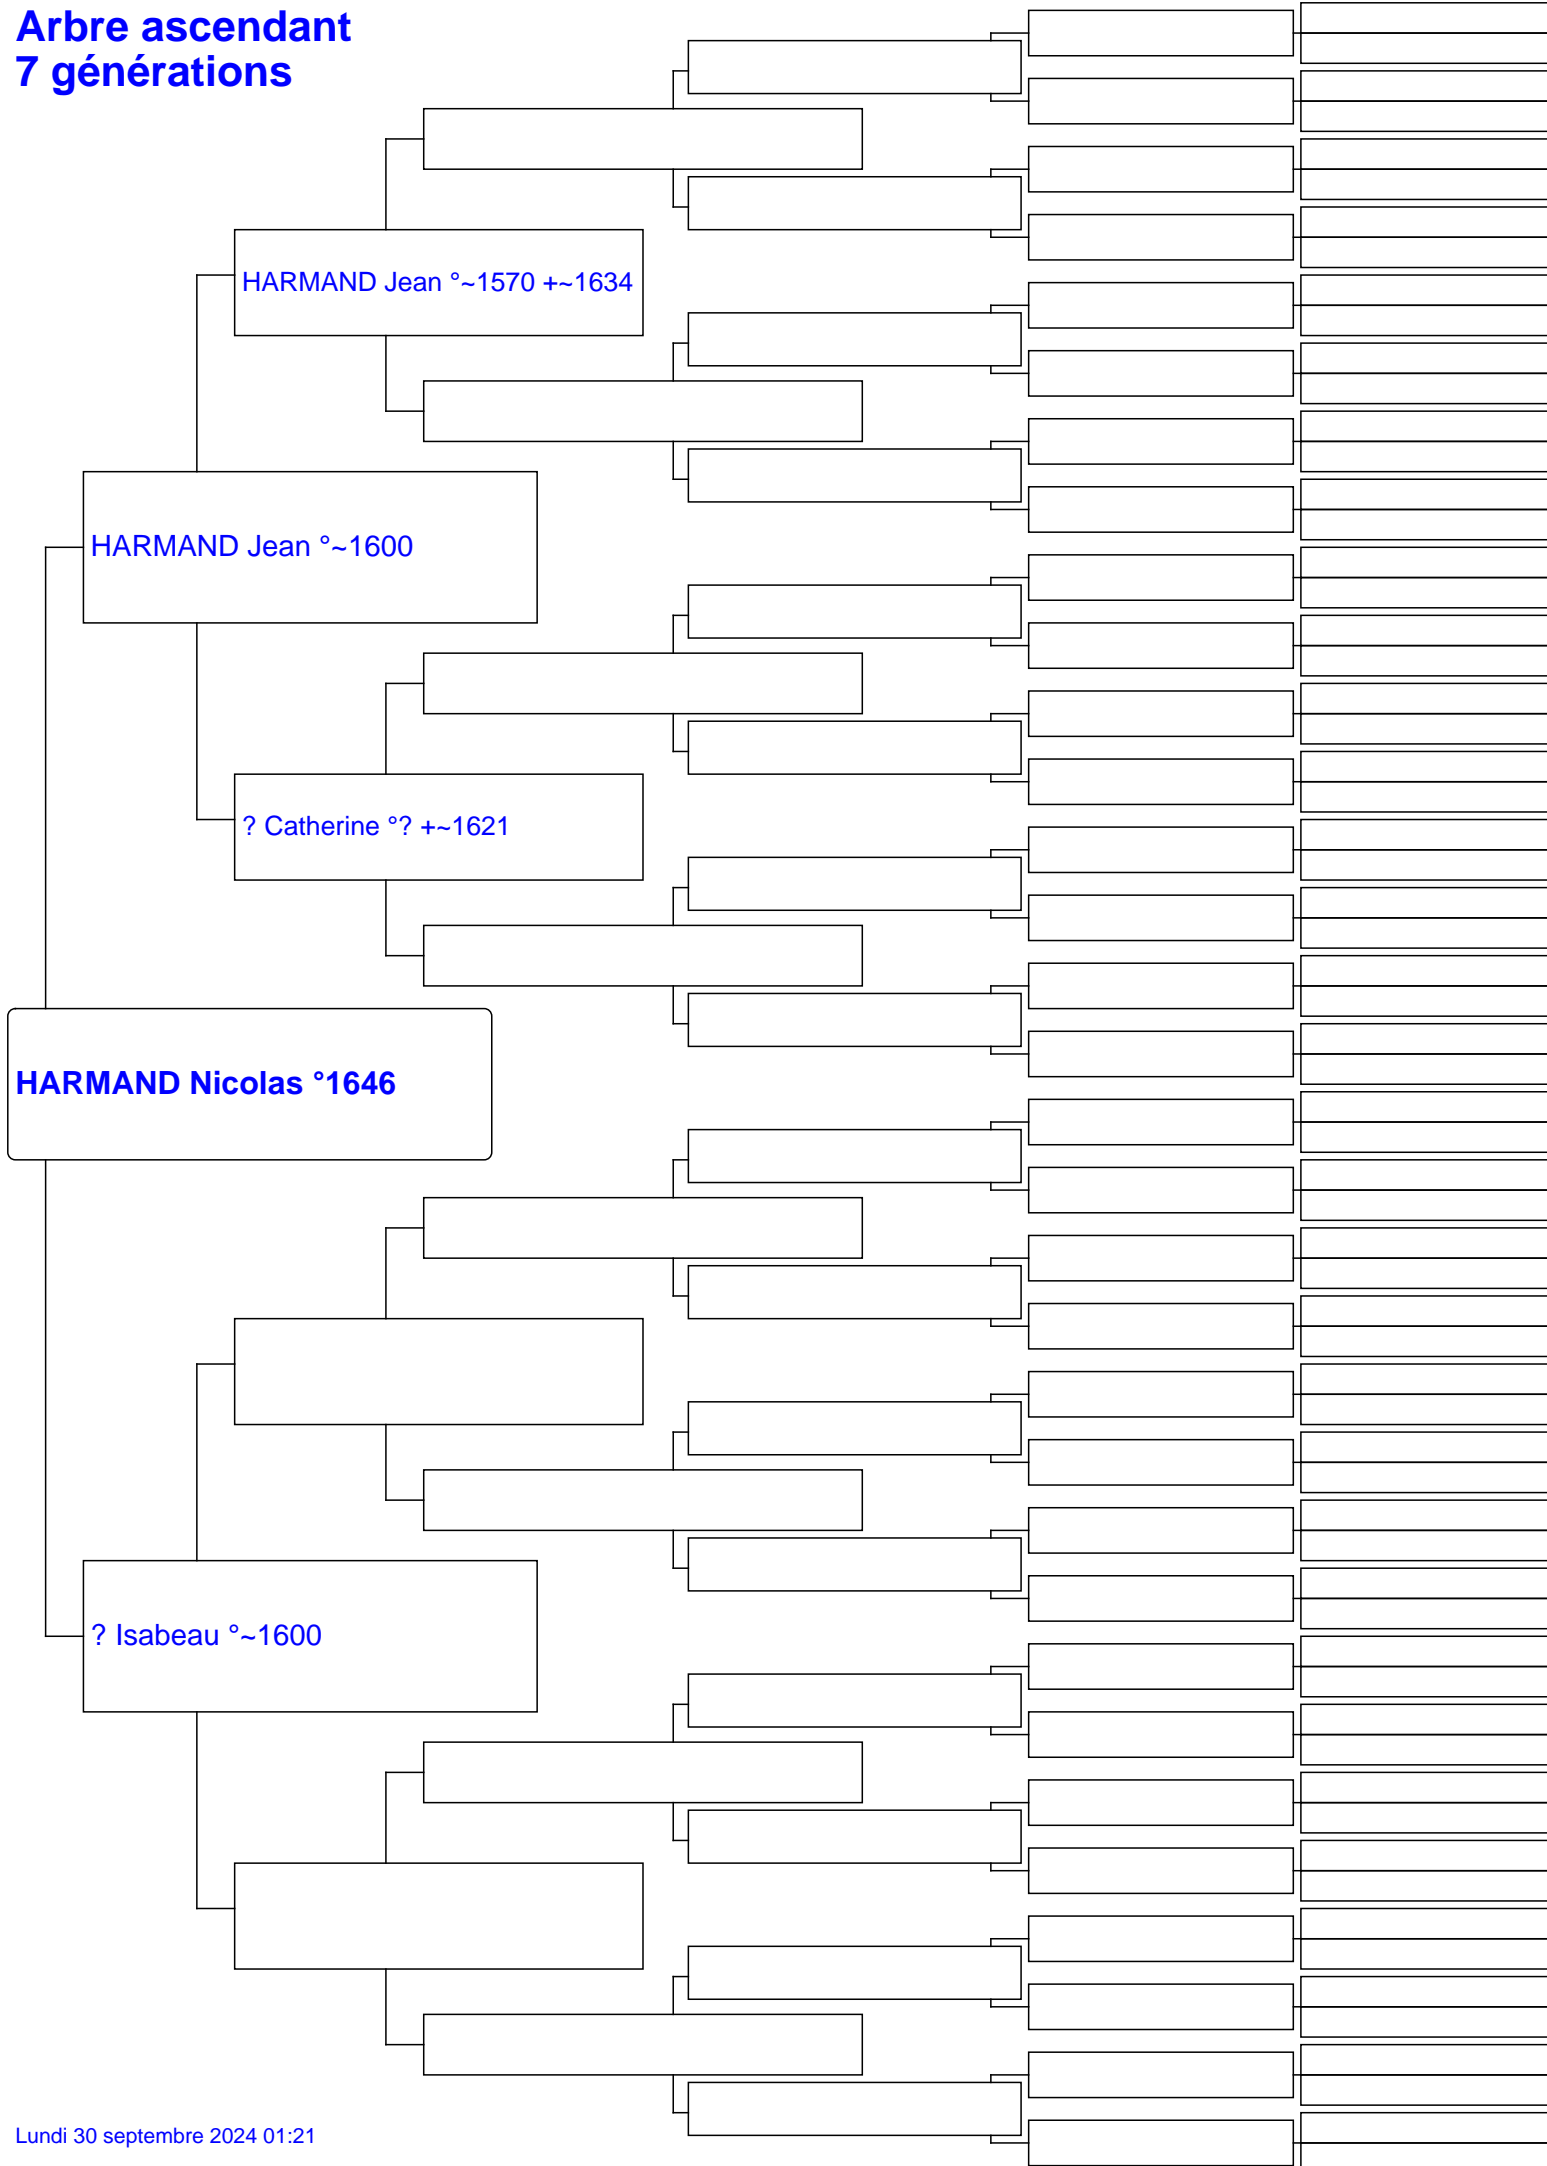 Arbre ascendant
7 générations
HARMAND Jean °~1570 +~1634
HARMAND Jean °~1600
? Catherine °? +~1621
HARMAND Nicolas °1646
? Isabeau °~1600
Lundi 30 septembre 2024 01:21